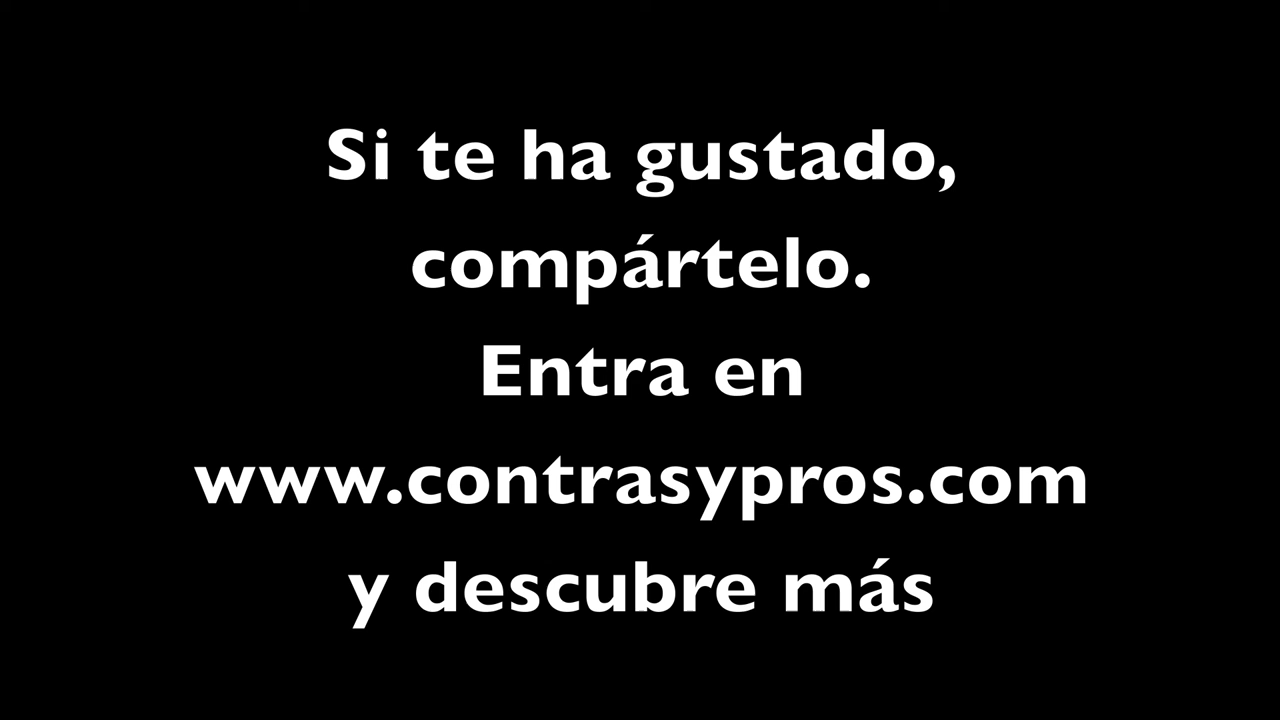 Si te ha gustado,
compártelo.
Entra en
www.contrasypros.com
y descubre más